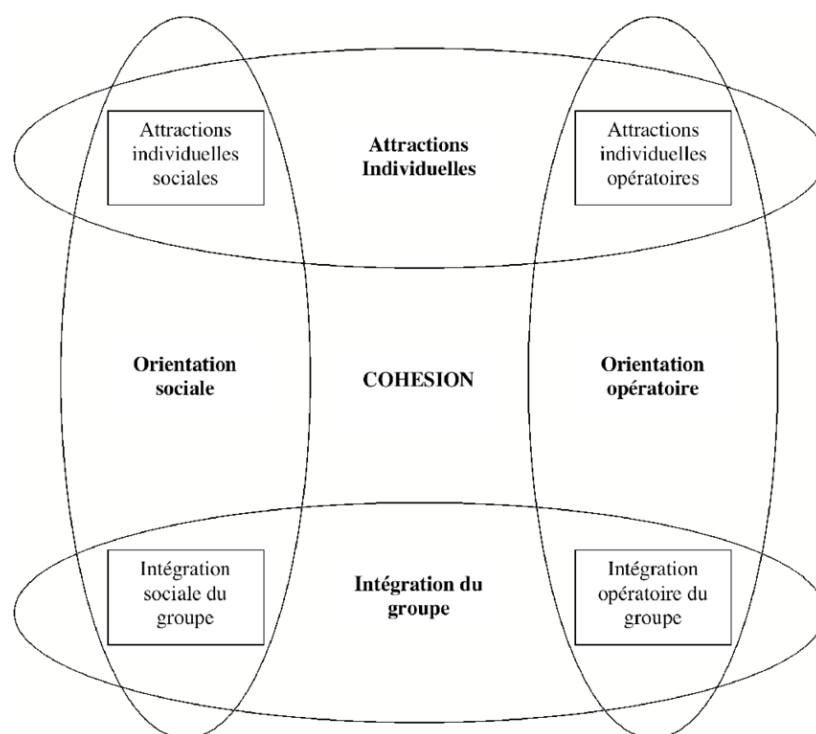 Attractions
individuelles
sociales
Attractions
Individuelles
Attractions
individuelles
opératoires
Orientation
sociale
COHESION
Orientation
opératoire
Intégration
sociale du
groupe
Intégration du
groupe
Intégration
opératoire du
groupe